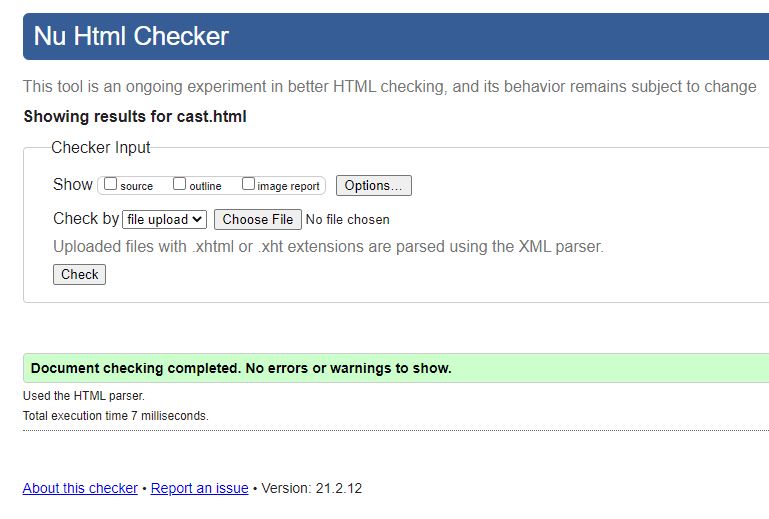 Nu Html Checker
This tool is an ongoing experiment in better HTML checking, and its behavior remains subject to change
Showing results for cast.html
Checker Input
Show source outline image report Options...
Check by file upload Choose File No file chosen
Uploaded files with .xhtml or .xht extensions are parsed using the XML parser.
Check
Document checking completed. No errors or warnings to show.
Used the HTML parser.
Total execution time 7 milliseconds.
About this checker • Report an issue • Version: 21.2.12